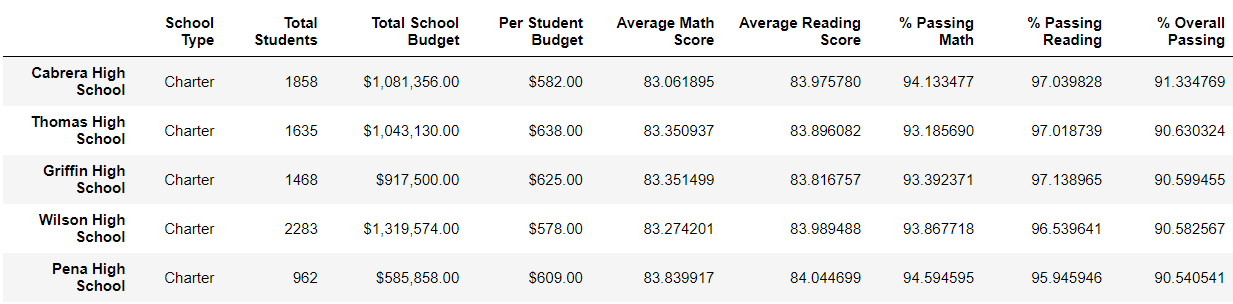 School Type Total Students Total School Budget Per Student Budget Average Math Score Average Reading Score % Passing Math % Passing Reading % Overall Passing
Cabrera High School Charter 1858 $1,081,356.00 $582.00 83.061895 83.975780 94.133477 97.039828 91.334769
Thomas High School Charter 1635 $1,043,130.00 $638.00 83.350937 83.896082 93.185690 97.018739 90.630324
Griffin High School Charter 1468 $917,500.00 $625.00 83.351499 83.816757 93.392371 97.138965 90.599455
Wilson High School Charter 2283 $1,319,574.00 $578.00 83.274201 83.989488 93.867718 96.539641 90.582567
Pena High School Charter 962 $585,858.00 $609.00 83.839917 84.044699 94.594595 95.945946 90.540541